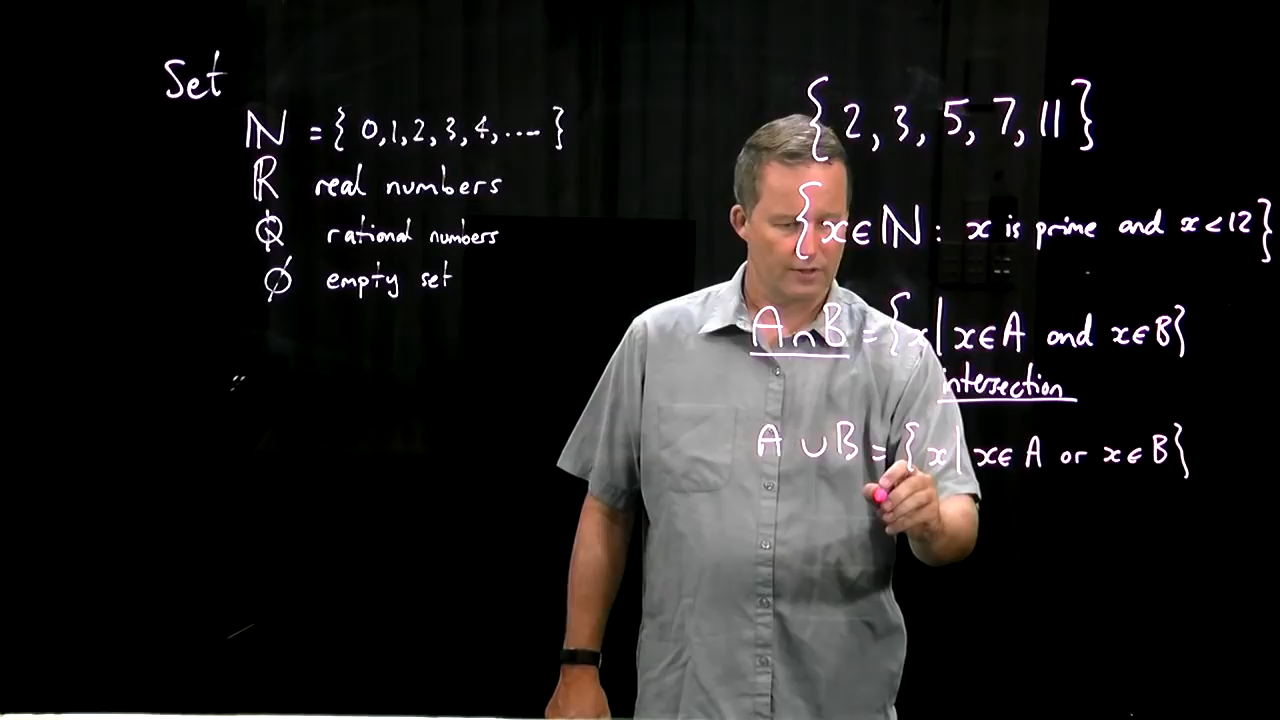 Set
ℕ = { 0, 1, 2, 3, 4, .... }
ℝ real numbers
ℚ rational numbers
∅ empty set
{ 2, 3, 5, 7, 11 }
{ x ∈ ℕ : x is prime and x < 12 }
A ∩ B = { x | x ∈ A and x ∈ B }
intersection
A ∪ B = { x | x ∈ A or x ∈ B }